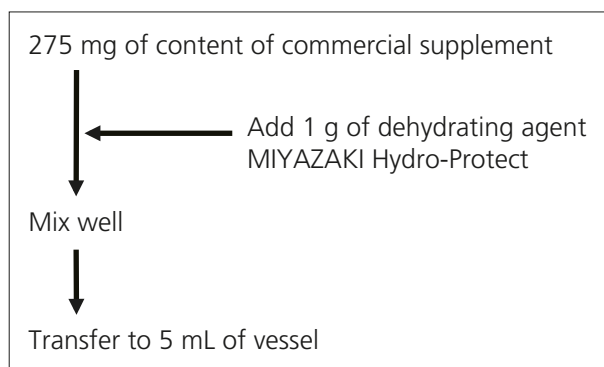 275 mg of content of commercial supplement
Add 1 g of dehydrating agent
MIYAZAKI Hydro-Protect
Mix well
Transfer to 5 mL of vessel